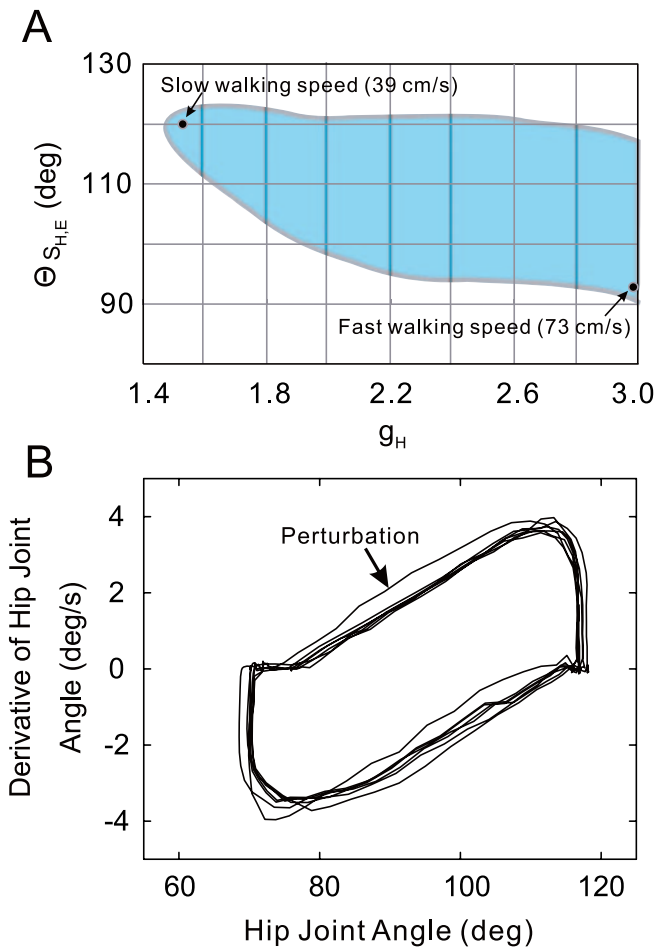 A
130
Slow walking speed (39 cm/s)
110
Θ S_H,E (deg)
90
Fast walking speed (73 cm/s)
1.4 1.8 2.2 2.6 3.0
g_H
B
4
Perturbation
2
Derivative of Hip Joint
Angle (deg/s)
0
-2
-4
60 80 100 120
Hip Joint Angle (deg)